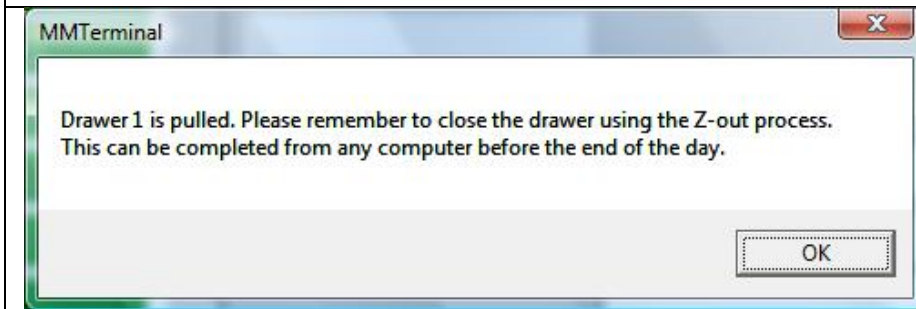 MMTerminal
Drawer 1 is pulled. Please remember to close the drawer using the Z-out process.
This can be completed from any computer before the end of the day.
OK